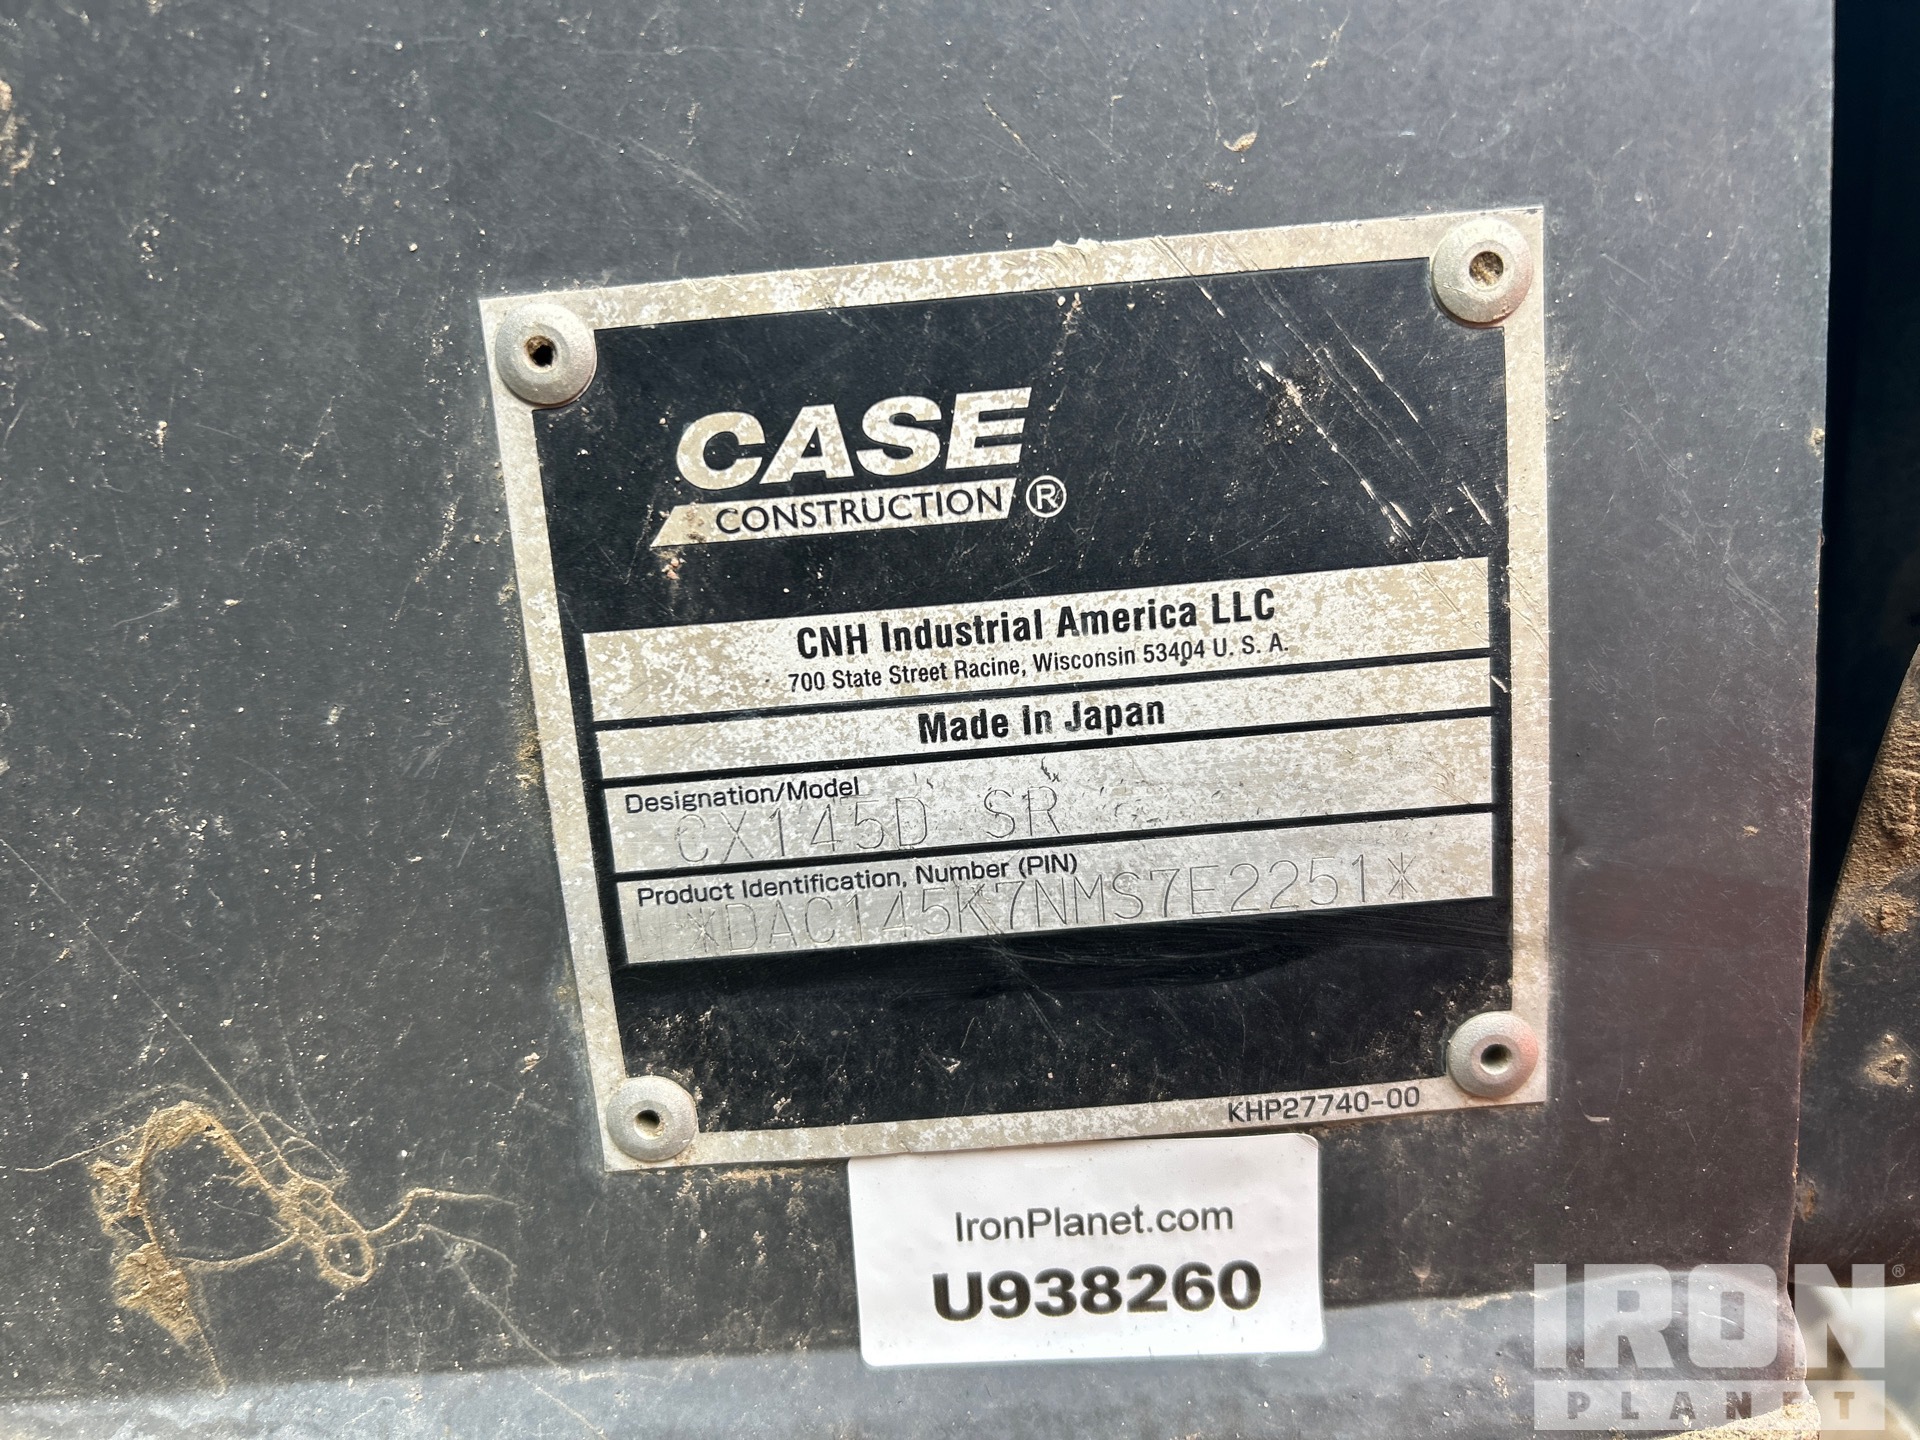 CASE
CONSTRUCTION ®
CNH Industrial America LLC
700 State Street Racine, Wisconsin 53404 U. S. A.
Made In Japan
Designation/Model
CX145D SR
Product Identification, Number (PIN)
*DAC145K7NMS7E2251*
KHP27740-00
IronPlanet.com
U938260
IRON ®
PLANET